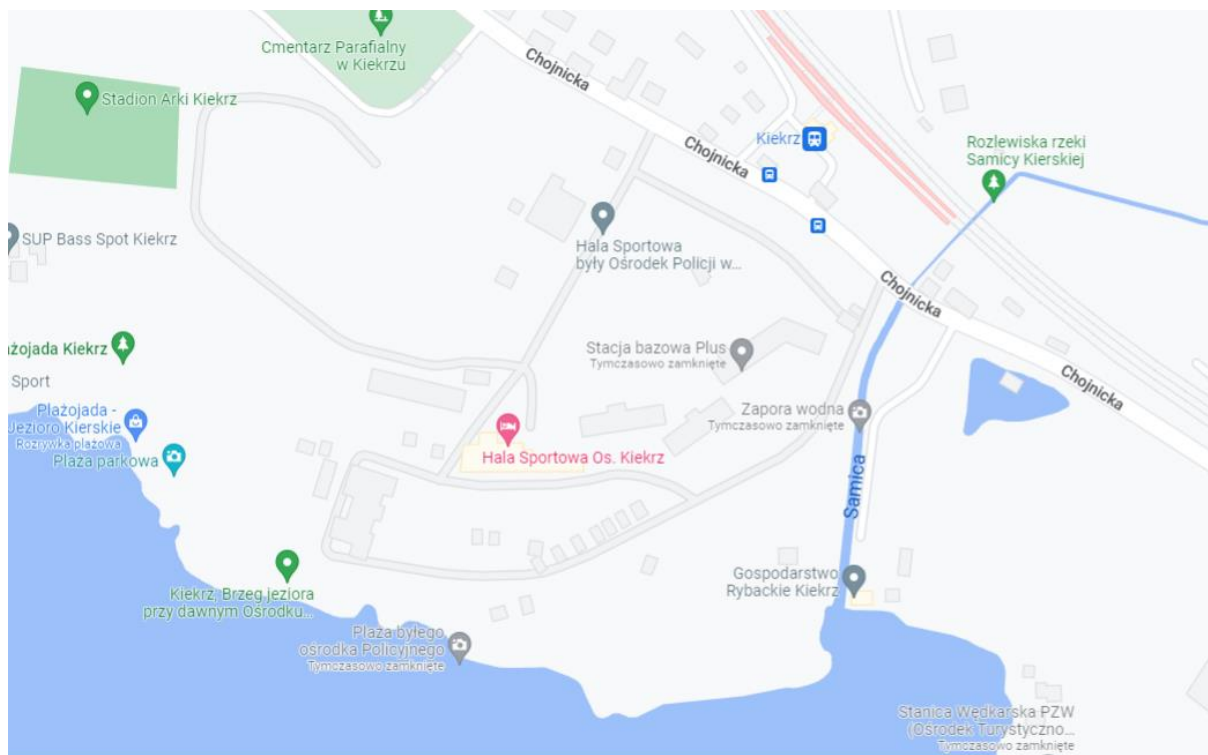 Cmentarz Parafialny
w Kiekrzu
Stadion Arki Kiekrz
Chojnicka
Kiekrz
Chojnicka
Rozlewiska rzeki
Samicy Kierskiej
SUP Bass Spot Kiekrz
Hala Sportowa
były Ośrodek Policji w...
Chojnicka
Stacja bazowa Plus
Tymczasowo zamknięte
ażojada Kiekrz
Sport
Chojnicka
Plażojada -
Jezioro Kierskie
Rozrywka plażowa
Plaża parkowa
Zapora wodna
Tymczasowo zamknięte
Hala Sportowa Os. Kiekrz
Samica
Kiekrz, Brzeg jeziora
przy dawnym Ośrodku...
Gospodarstwo
Rybackie Kiekrz
Plaża byłego
ośrodka Policyjnego
Tymczasowo zamknięte
Stanica Wędkarska PZW
(Ośrodek Turystyczno...
Tymczasowo zamknięte